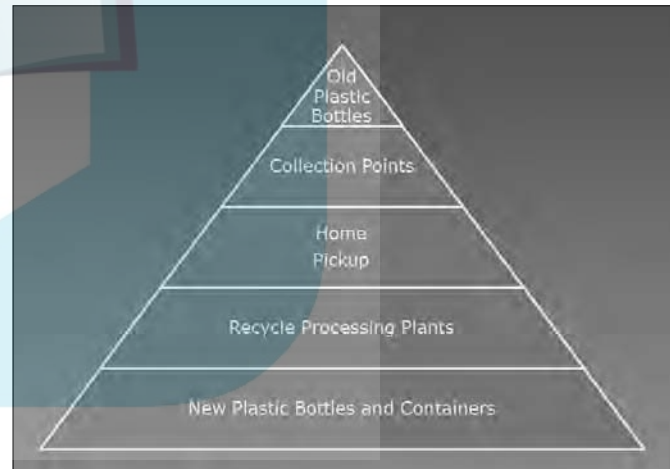 Old
Plastic
Bottles
Collection Points
Home
Pickup
Recycle Processing Plants
New Plastic Bottles and Containers